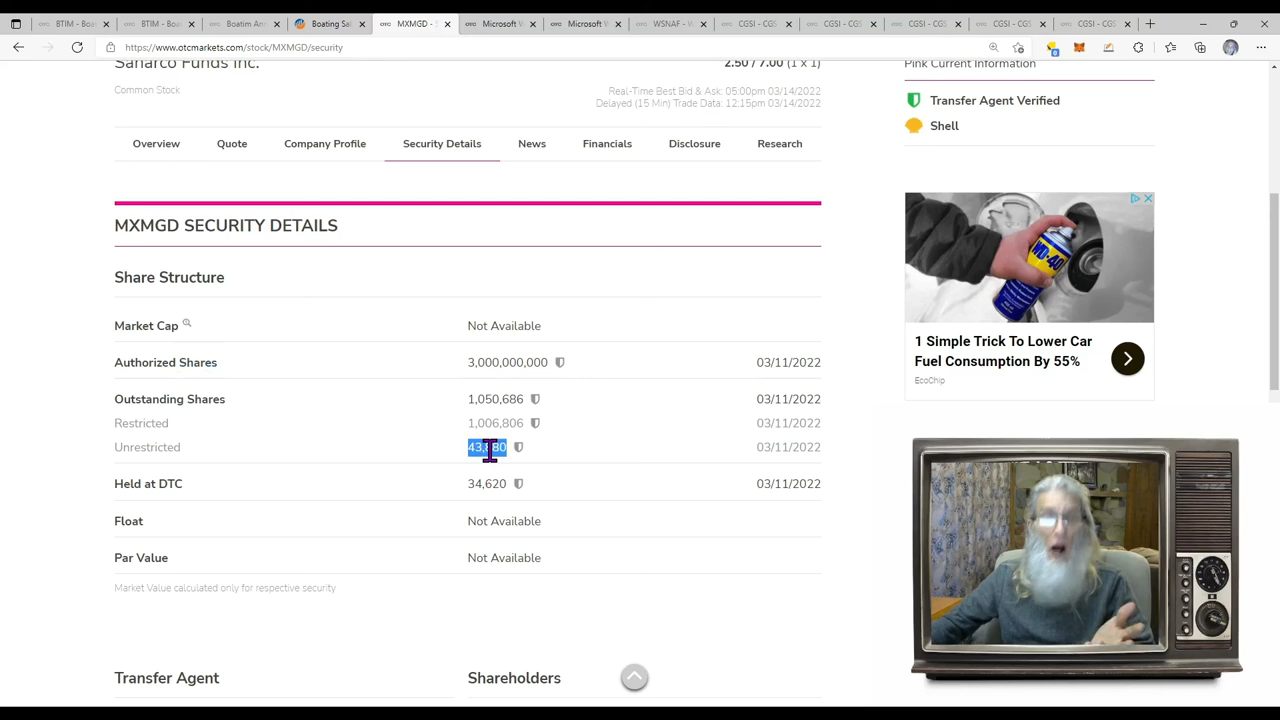 BTIM - Boa
BTIM - Boa
Boatim Ann
Boating Sa
MXMGD - S
Microsoft W
Microsoft W
WSNAF - W
CGSI - CGS
CGSI - CGS
CGSI - CGS
CGSI - CGS
CGSI - CGS
https://www.otcmarkets.com/stock/MXMGD/security
Sanarco Funds Inc.
2.50 / 7.00 (1 x 1)
Common Stock
Real-Time Best Bid & Ask: 05:00pm 03/14/2022
Delayed (15 Min) Trade Data: 12:15pm 03/14/2022
Pink Current Information
Transfer Agent Verified
Shell
Overview
Quote
Company Profile
Security Details
News
Financials
Disclosure
Research
MXMGD SECURITY DETAILS
Share Structure
Market Cap
Not Available
Authorized Shares
3,000,000,000
03/11/2022
Outstanding Shares
1,050,686
03/11/2022
Restricted
1,006,806
03/11/2022
Unrestricted
43,880
03/11/2022
Held at DTC
34,620
03/11/2022
Float
Not Available
Par Value
Not Available
Market Value calculated only for respective security
Transfer Agent
Shareholders
WD-40
1 Simple Trick To Lower Car
Fuel Consumption By 55%
EcoChip